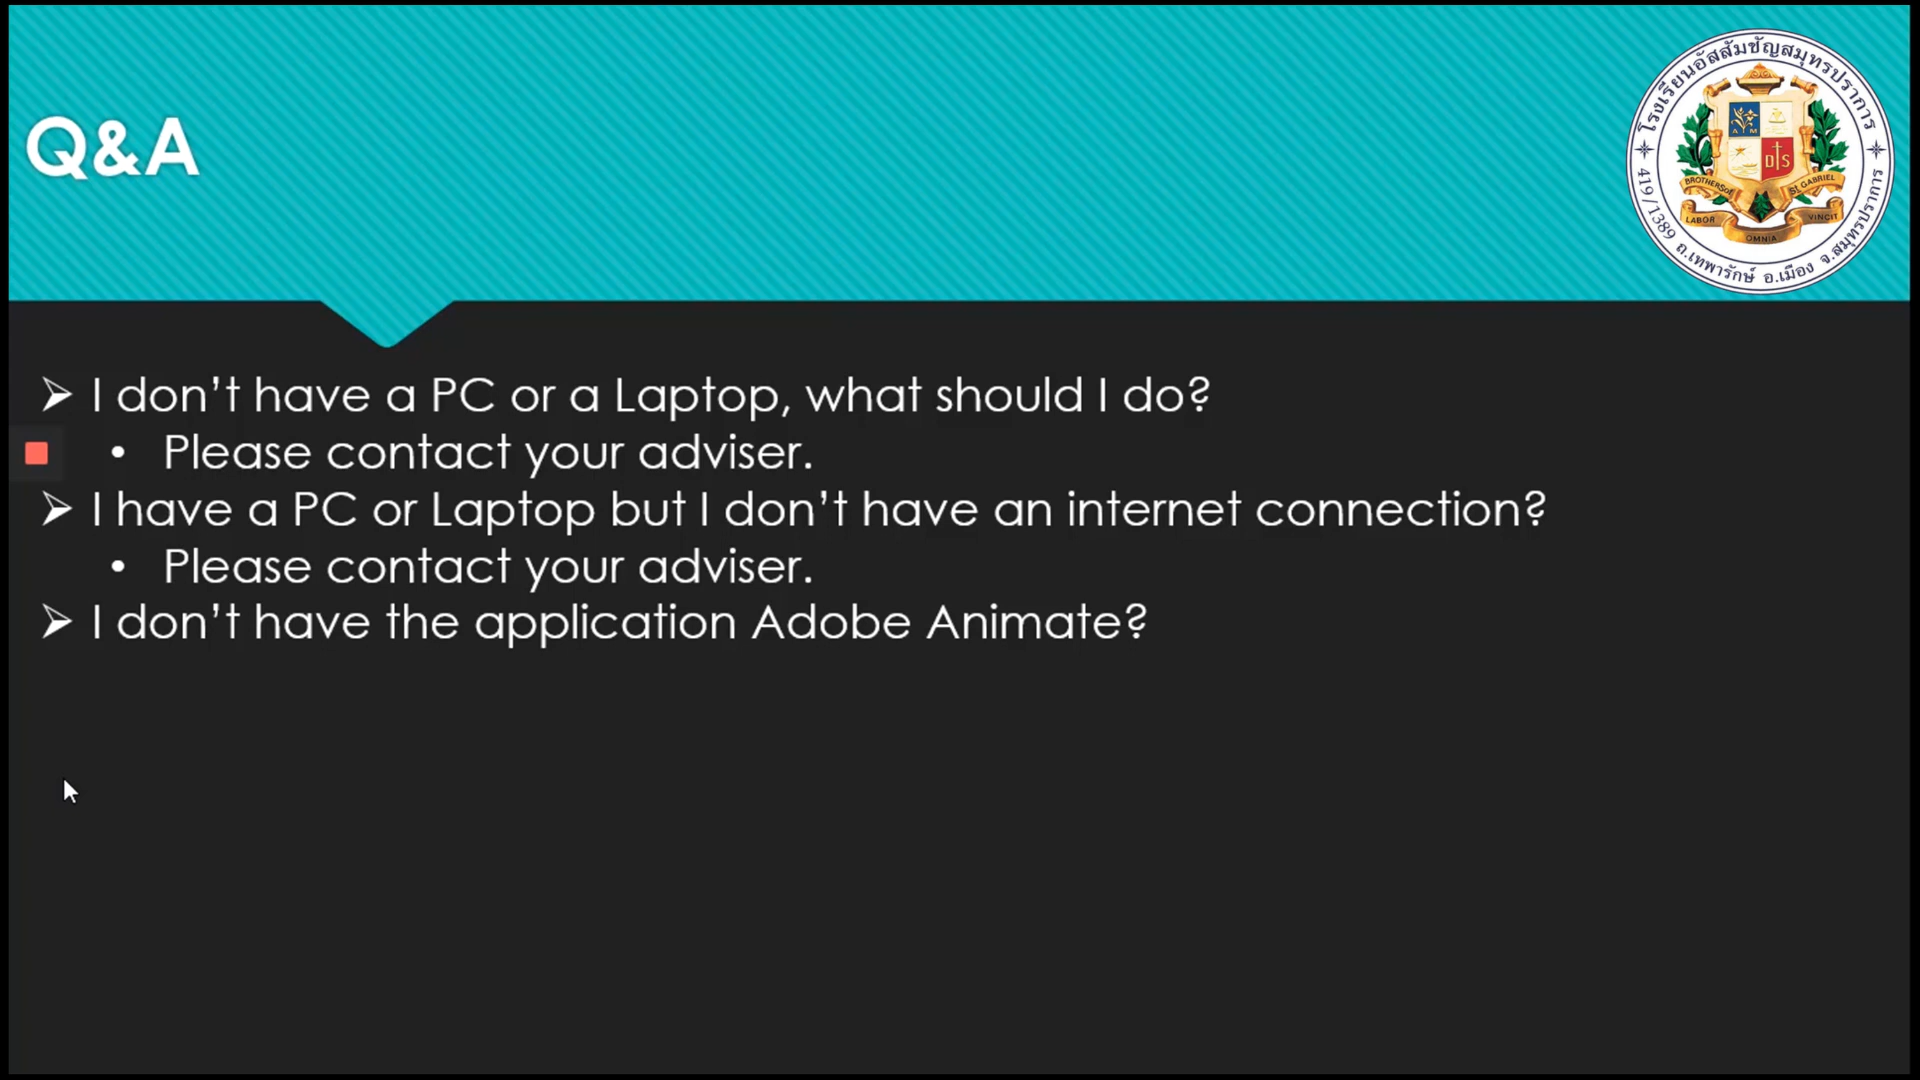 Q&A
โรงเรียนอัสสัมชัญสมุทรปราการ
A M
D S
BROTHERS OF ST GABRIEL
LABOR OMNIA VINCIT
419/1389 ถ.เทพารักษ์ อ.เมือง จ.สมุทรปราการ
➢ I don’t have a PC or a Laptop, what should I do?
• Please contact your adviser.
➢ I have a PC or Laptop but I don’t have an internet connection?
• Please contact your adviser.
➢ I don’t have the application Adobe Animate?